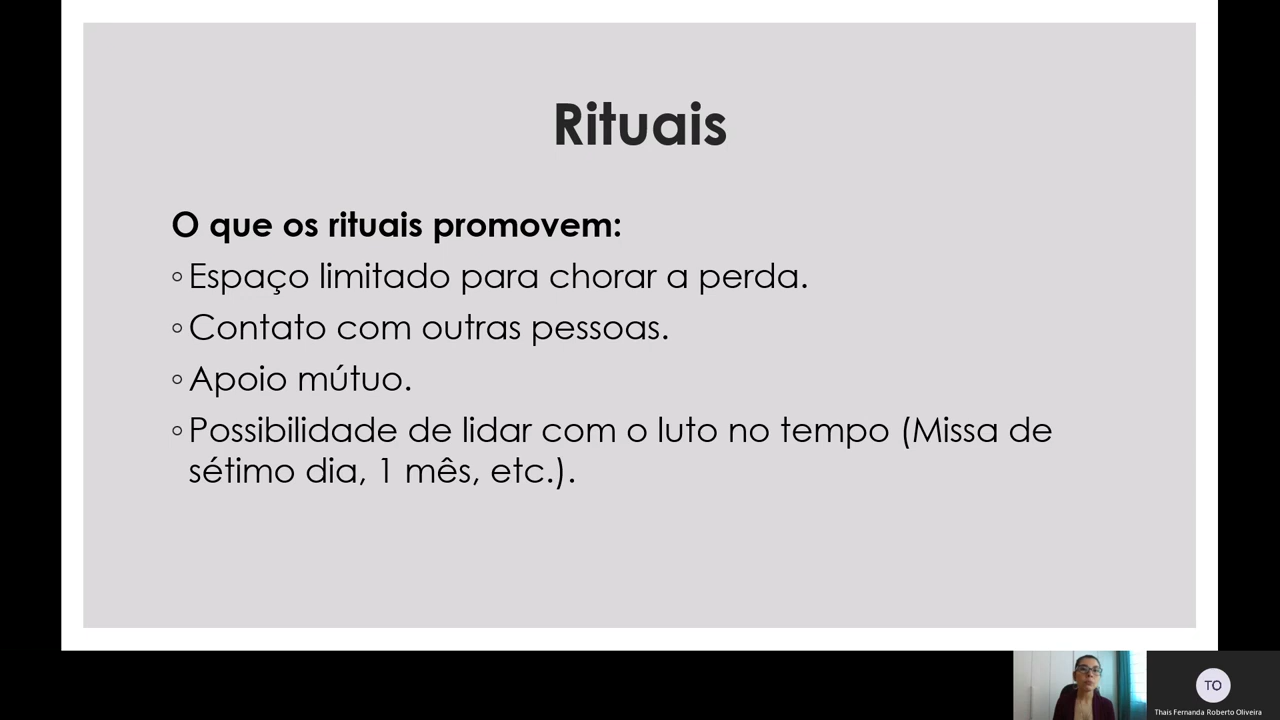 Rituais
O que os rituais promovem:
◦Espaço limitado para chorar a perda.
◦Contato com outras pessoas.
◦Apoio mútuo.
◦Possibilidade de lidar com o luto no tempo (Missa de
sétimo dia, 1 mês, etc.).
TO
Thais Fernanda Roberto Oliveira